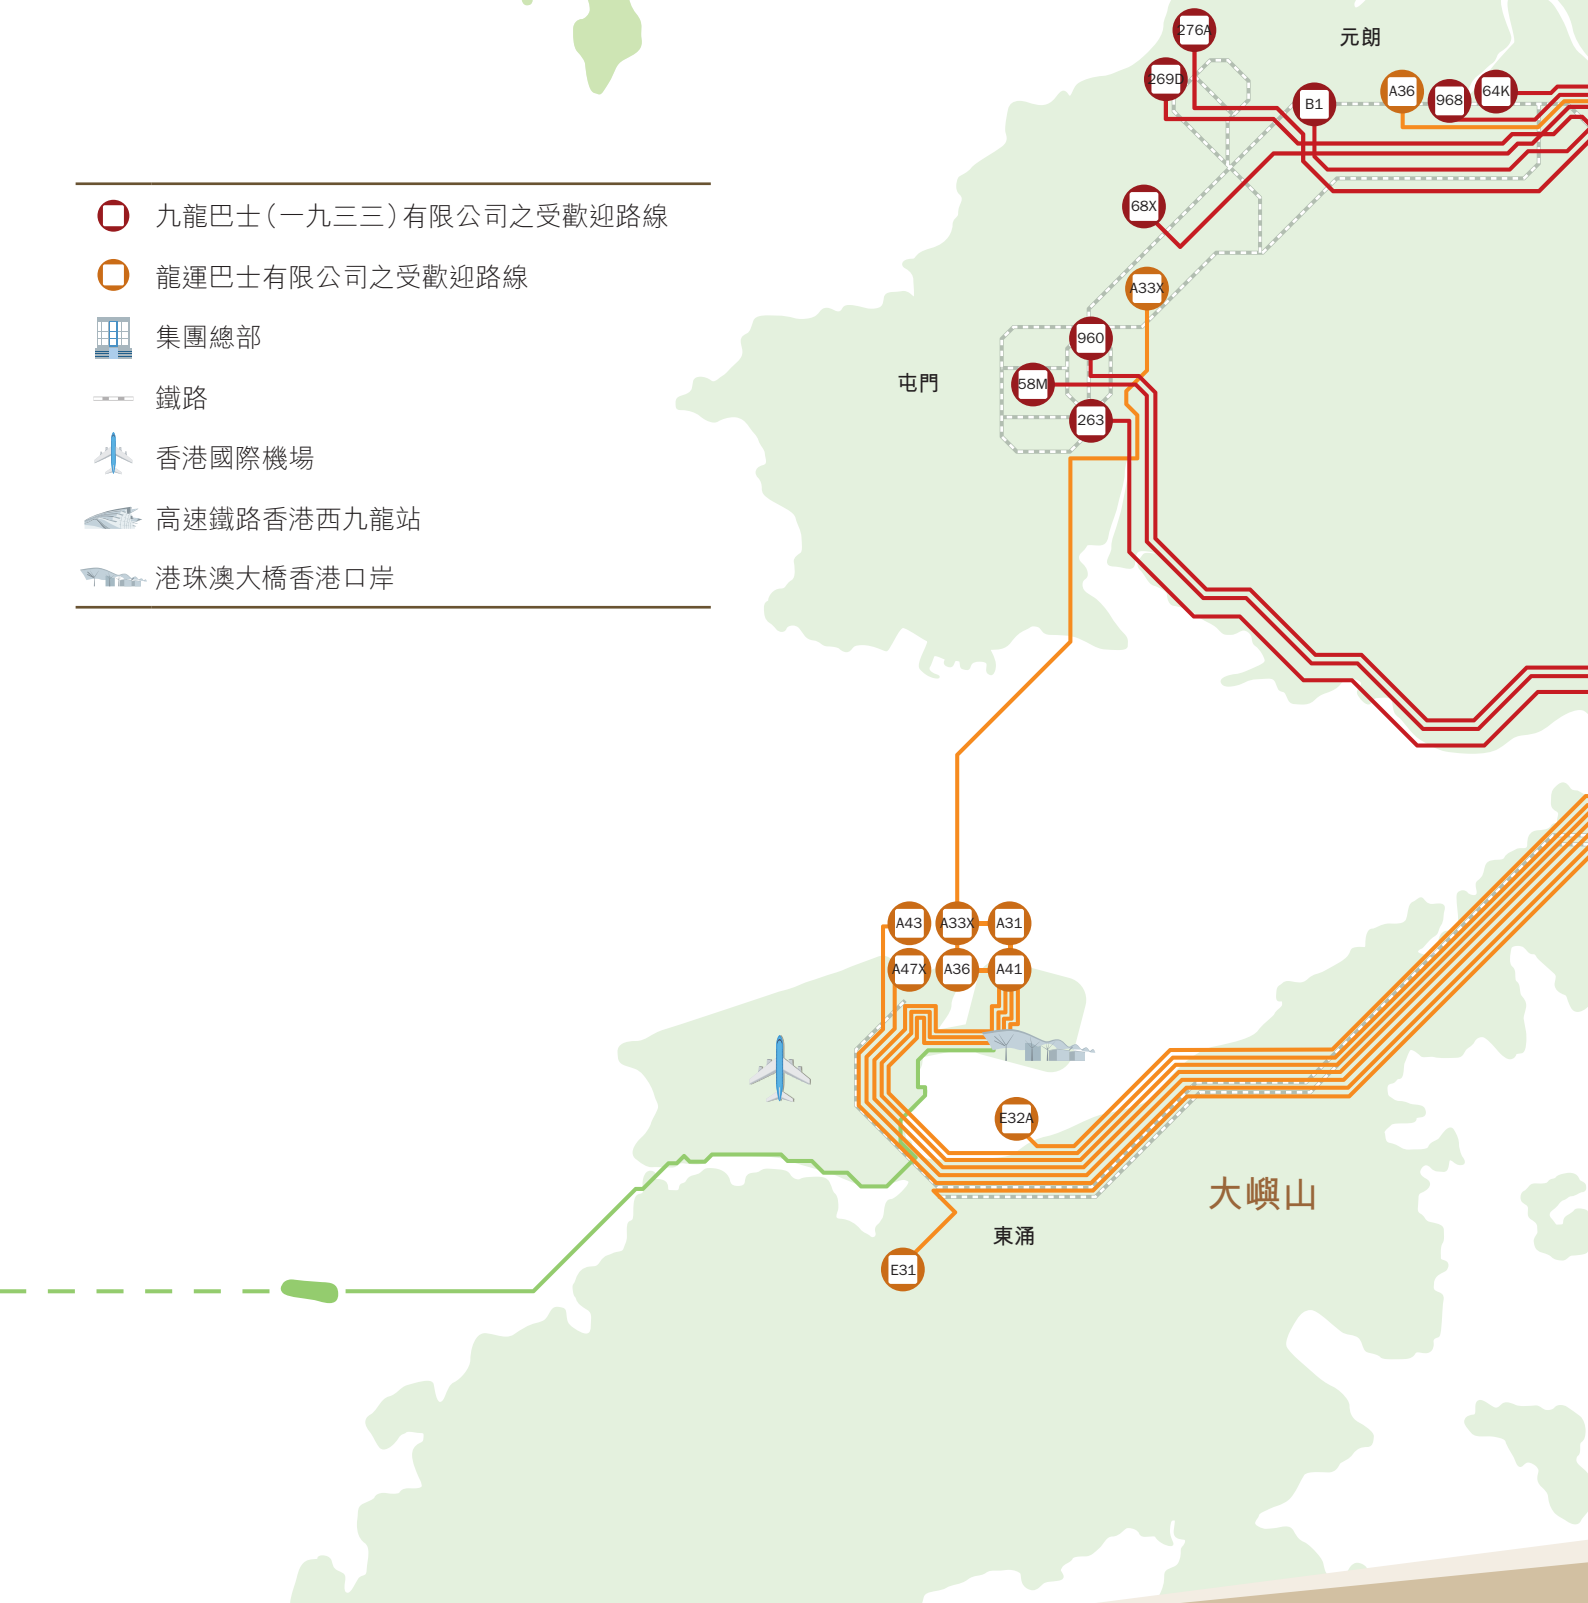 276A
元朗
269D
B1
A36
968
64K
九龍巴士(一九三三)有限公司之受歡迎路線
68X
龍運巴士有限公司之受歡迎路線
A33X
集團總部
960
屯門
58M
鐵路
263
香港國際機場
高速鐵路香港西九龍站
港珠澳大橋香港口岸
A43
A33X
A31
A47X
A36
A41
E32A
大嶼山
東涌
E31